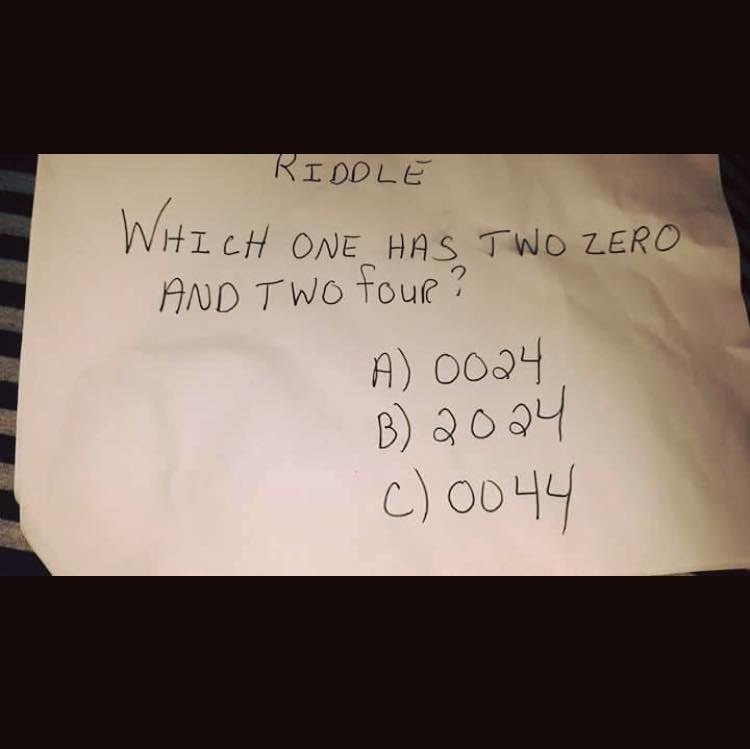 RIDDLE
WHICH ONE HAS TWO ZERO
AND TWO fouR?
A) 0024
B) 2024
C) 0044